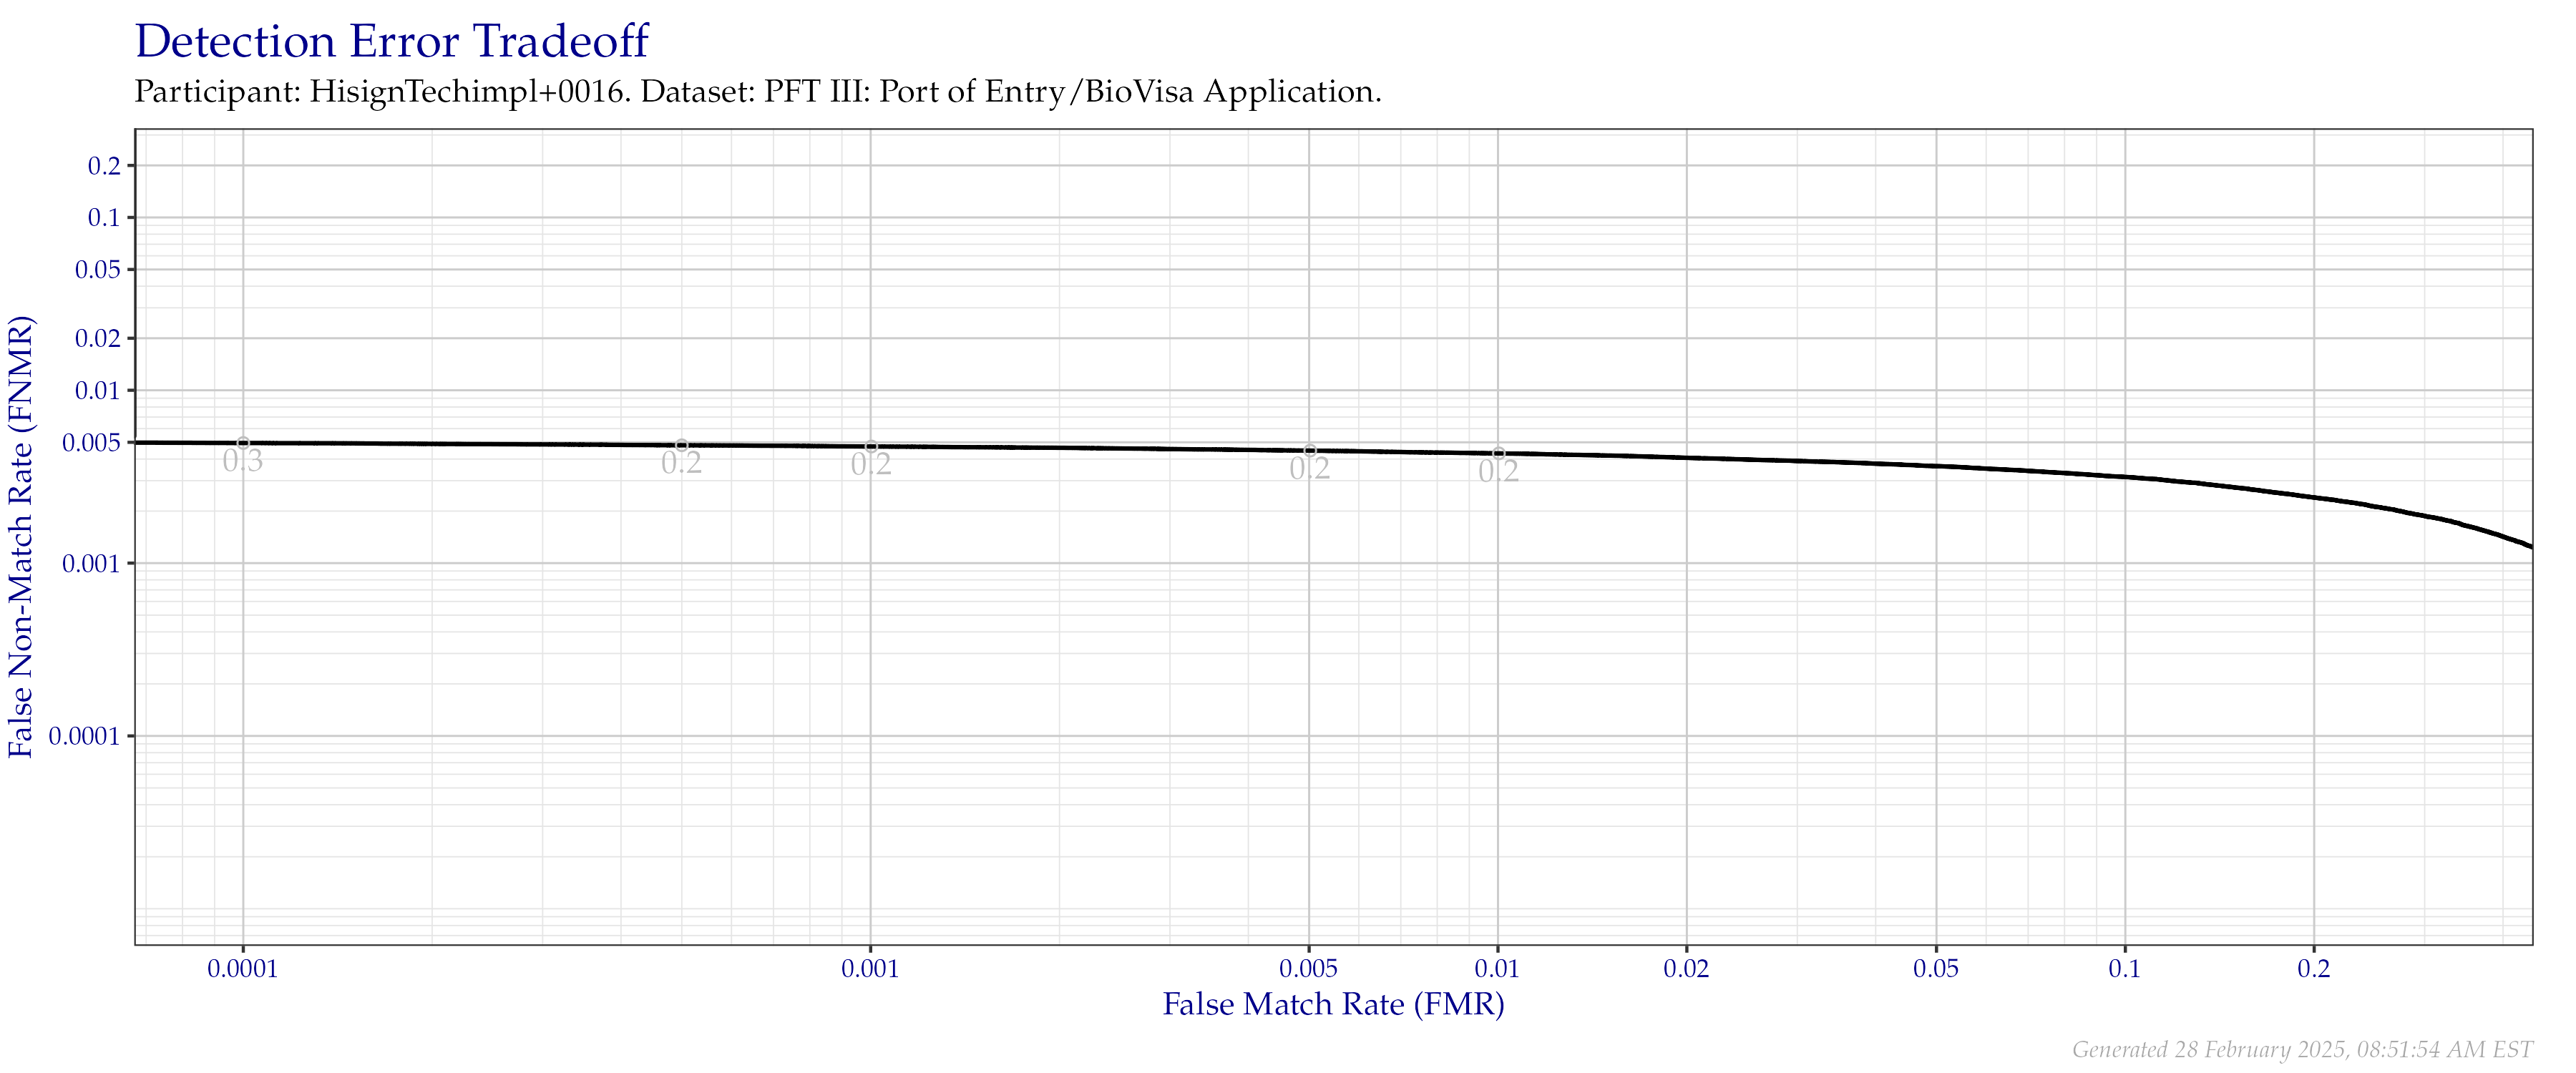 Detection Error Tradeoff
Participant: HisignTechimpl+0016. Dataset: PFT III: Port of Entry/BioVisa Application.
False Non-Match Rate (FNMR)
0.2
0.1
0.05
0.02
0.01
0.005
0.001
0.0001
0.3
0.2
0.2
0.2
0.2
0.0001 0.001 0.005 0.01 0.02 0.05 0.1 0.2
False Match Rate (FMR)
Generated 28 February 2025, 08:51:54 AM EST